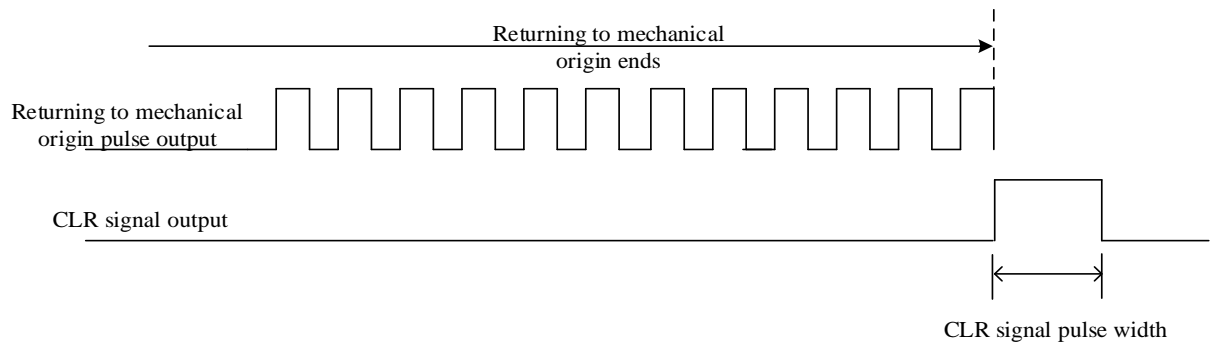 Returning to mechanical
origin ends
Returning to mechanical
origin pulse output
CLR signal output
CLR signal pulse width